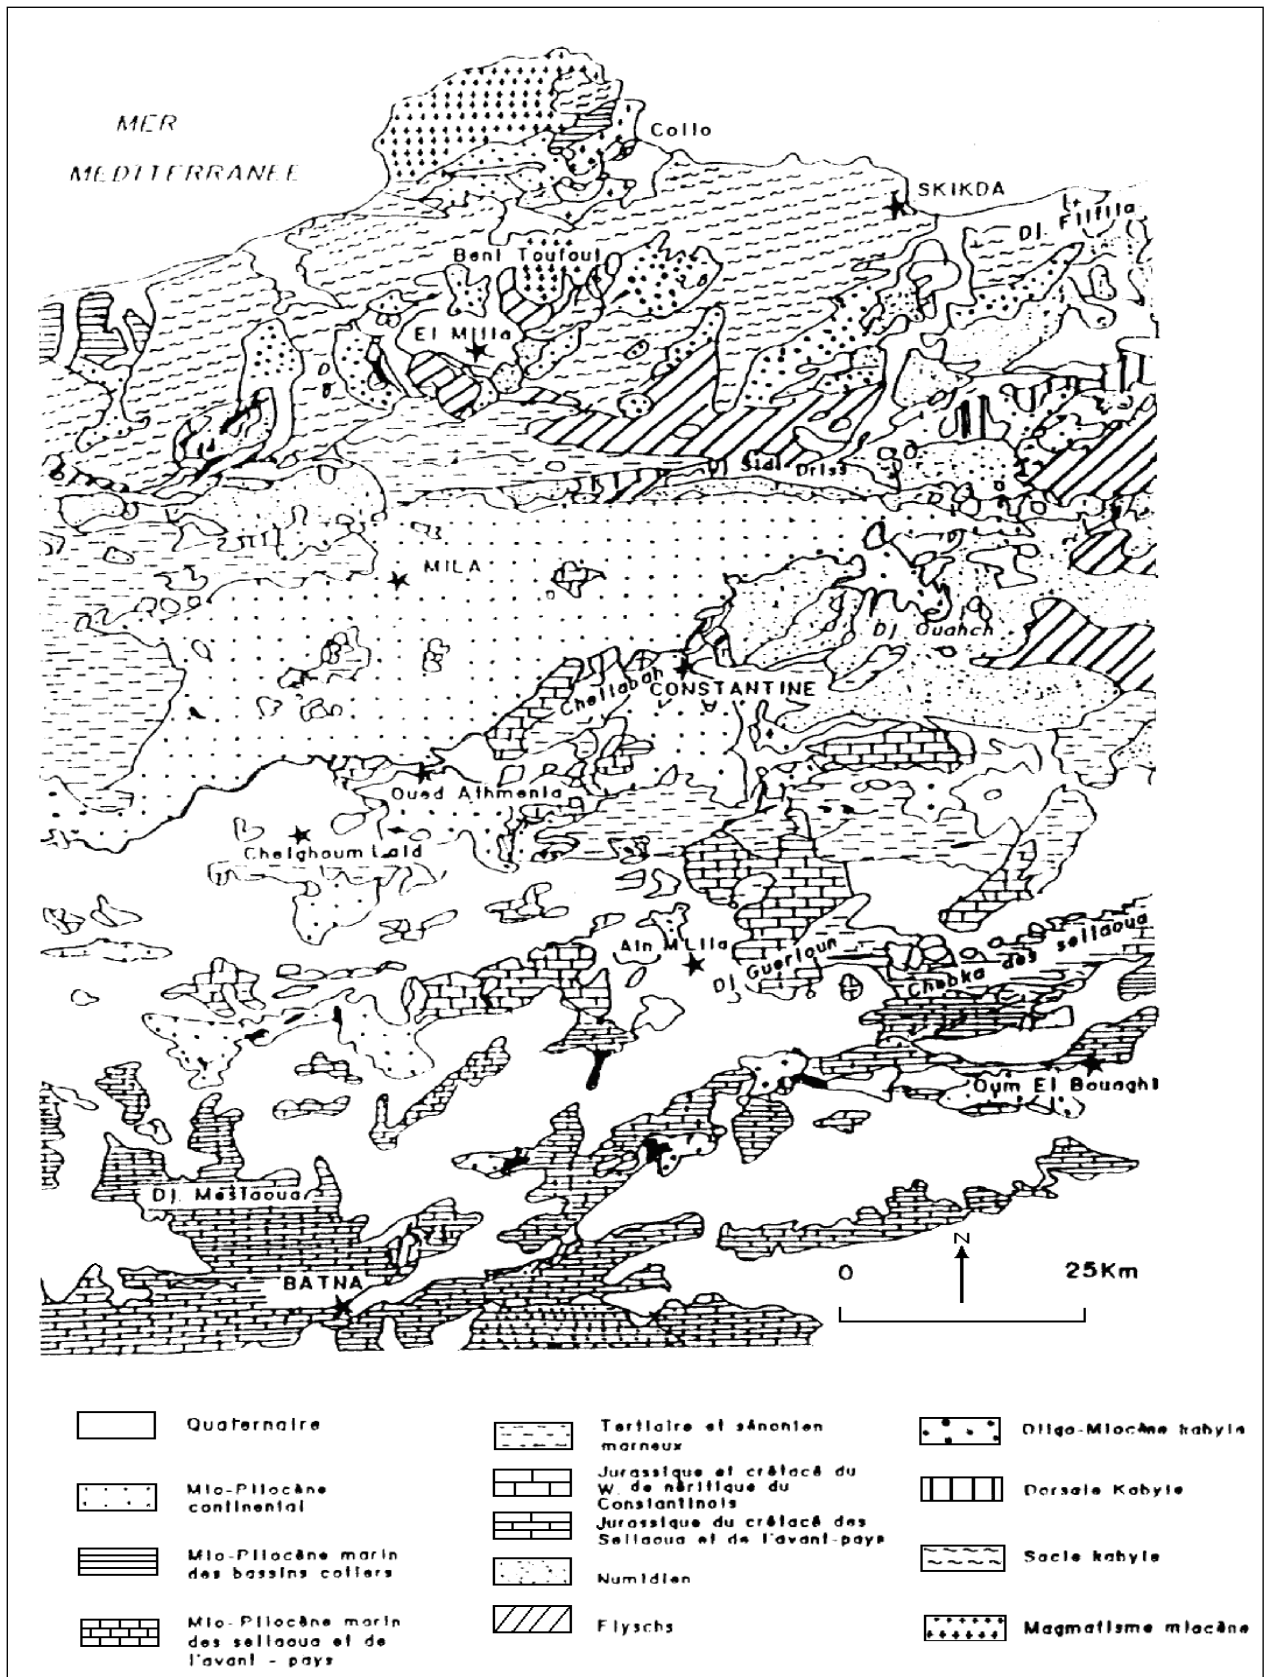 MER
MEDITERRANEE
Collo
SKIKDA
Dj. Filfila
Beni Toufout
El Milia
Dj Sidi Driss
MILA
Dj. Ouahch
Chettabah
CONSTANTINE
Oued Athmenia
Chelghoum Laid
Ain MLila
Dj Guerioun
Chebka des sellaoua
Oum El Bouaghi
Dj. Mestaoua
BATNA
N
0 25Km
Quaternaire
Mio-Pliocène
continental
Mio-Pliocène marin
des bassins cotiers
Mio-Pliocène marin
des sellaoua et de
l'avant - pays
Tertiaire et sénonien
marneux
Jurassique et crétacé du
W. de néritique du
Constantinois
Jurassique du crétacé des
Sellaoua et de l'avant-pays
Numidien
Flyschs
Oligo-Miocène kabyle
Dorsale Kabyle
Socle kabyle
Magmatisme miocène